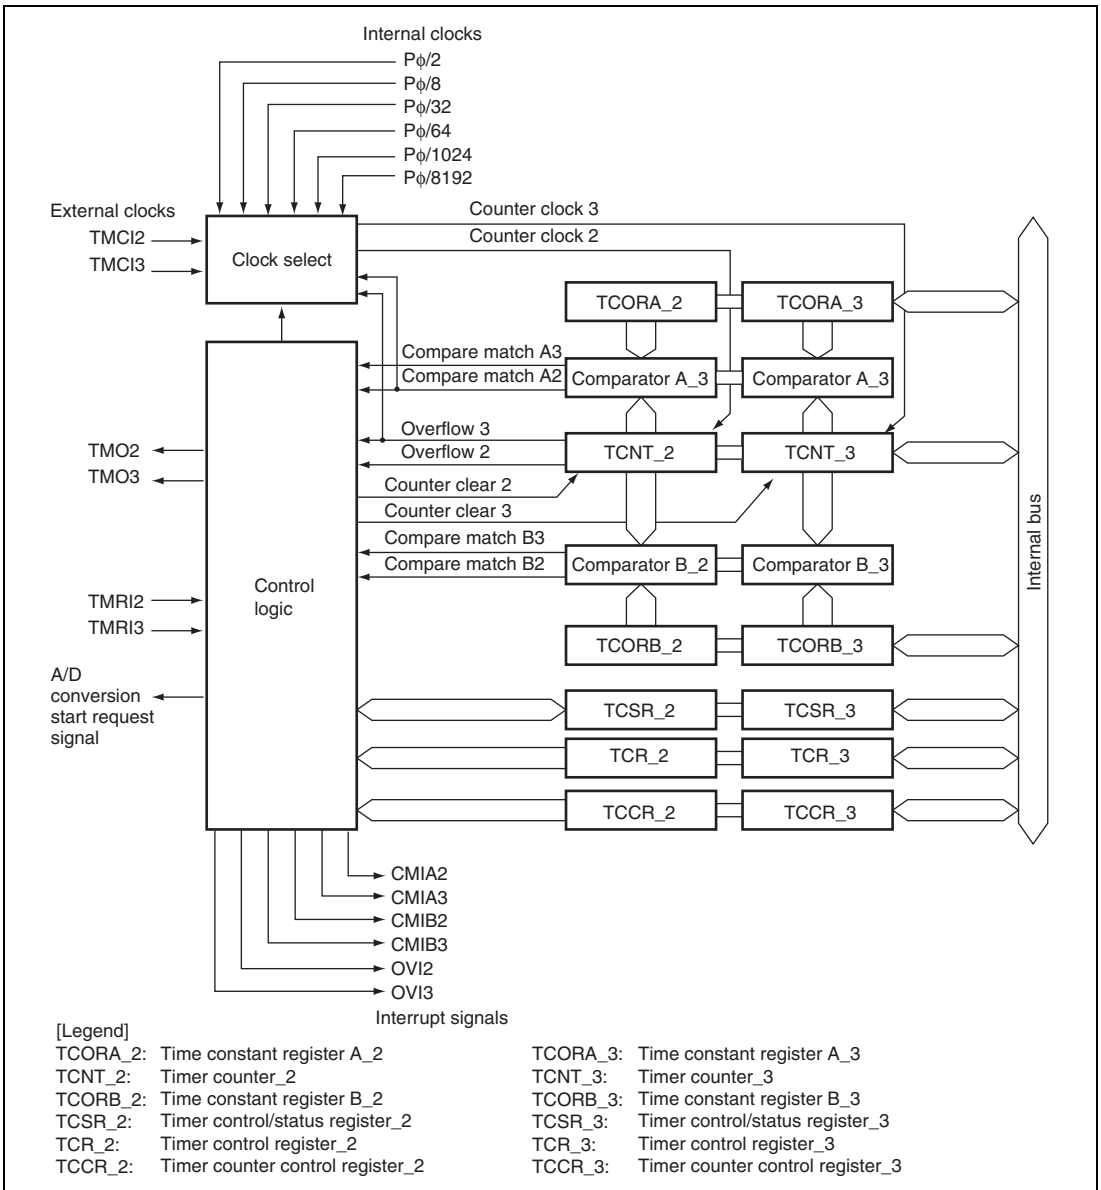 Internal clocks
Pϕ/2
Pϕ/8
Pϕ/32
Pϕ/64
Pϕ/1024
Pϕ/8192
External clocks
TMCI2
TMCI3
Clock select
Counter clock 3
Counter clock 2
TCORA_2
TCORA_3
Compare match A3
Compare match A2
Comparator A_3
Comparator A_3
Overflow 3
Overflow 2
TCNT_2
TCNT_3
Counter clear 2
Counter clear 3
Compare match B3
Compare match B2
Comparator B_2
Comparator B_3
TCORB_2
TCORB_3
TCSR_2
TCSR_3
TCR_2
TCR_3
TCCR_2
TCCR_3
Internal bus
TMO2
TMO3
Control
logic
TMRI2
TMRI3
A/D
conversion
start request
signal
CMIA2
CMIA3
CMIB2
CMIB3
OVI2
OVI3
Interrupt signals
[Legend]
TCORA_2: Time constant register A_2
TCNT_2: Timer counter_2
TCORB_2: Time constant register B_2
TCSR_2: Timer control/status register_2
TCR_2: Timer control register_2
TCCR_2: Timer counter control register_2
TCORA_3: Time constant register A_3
TCNT_3: Timer counter_3
TCORB_3: Time constant register B_3
TCSR_3: Timer control/status register_3
TCR_3: Timer control register_3
TCCR_3: Timer counter control register_3